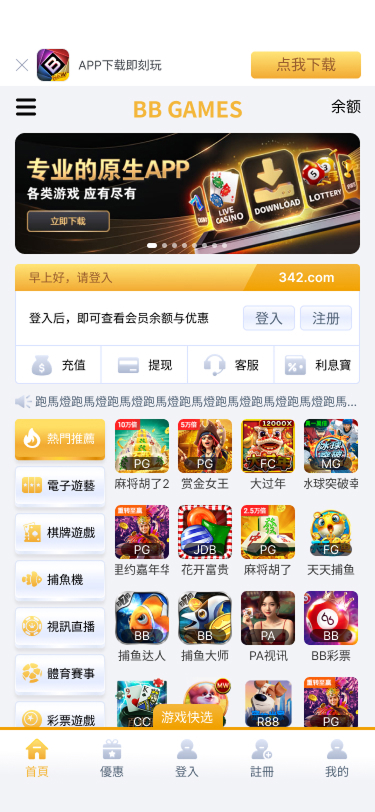 APP下载即刻玩
点我下载
BB GAMES
余额
专业的原生APP
各类游戏 应有尽有
立即下载
LIVE CASINO
DOWNLOAD
LOTTERY
早上好，请登入
342.com
登入后，即可查看会员余额与优惠
登入
注册
充值
提现
客服
利息寶
跑馬燈跑馬燈跑馬燈跑馬燈跑馬燈跑馬燈跑馬燈跑馬...
熱門推薦
電子遊藝
棋牌遊戲
捕魚機
視訊直播
體育賽事
彩票遊戲
10万倍
PG
麻将胡了2
5万倍
PG
赏金女王
12000X
FC
大过年
MG
水球突破幸
PG
里约嘉年华
JDB
花开富贵
2.5万倍
PG
麻将胡了
FG
天天捕鱼
BB
捕鱼达人
BB
捕鱼大师
PA
PA视讯
BB
BB彩票
CC
MW
R88
PG
游戏快选
首頁
優惠
登入
註冊
我的